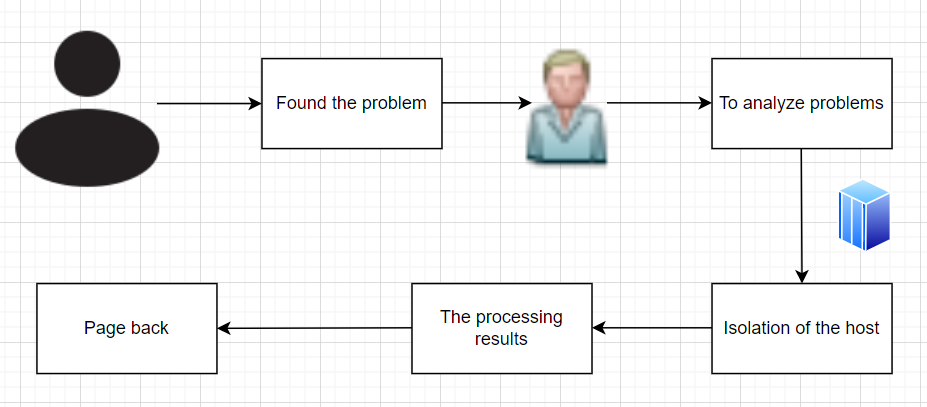 Found the problem
To analyze problems
Isolation of the host
The processing
results
Page back